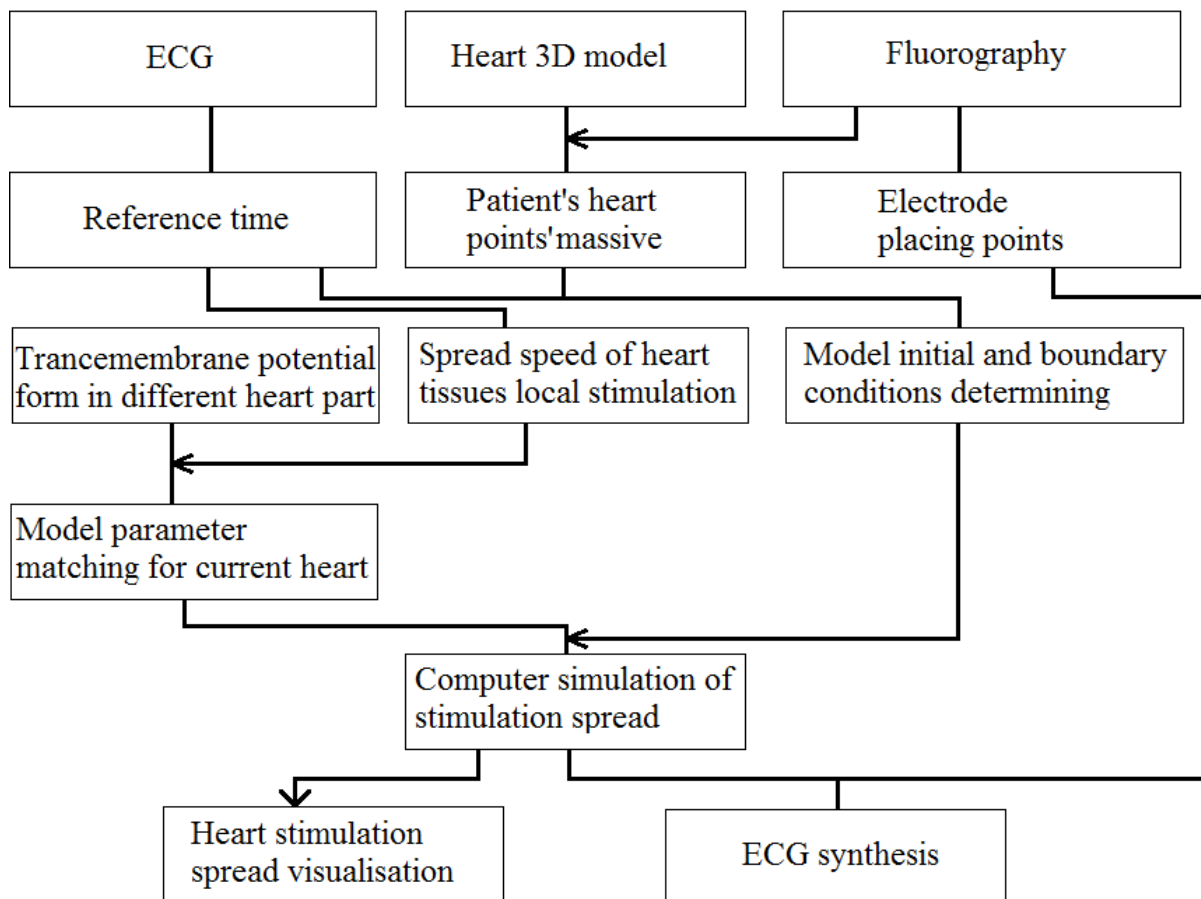 ECG
Heart 3D model
Fluorography
Reference time
Patient's heart
points'massive
Electrode
placing points
Trancemembrane potential
form in different heart part
Spread speed of heart
tissues local stimulation
Model initial and boundary
conditions determining
Model parameter
matching for current heart
Computer simulation of
stimulation spread
Heart stimulation
spread visualisation
ECG synthesis